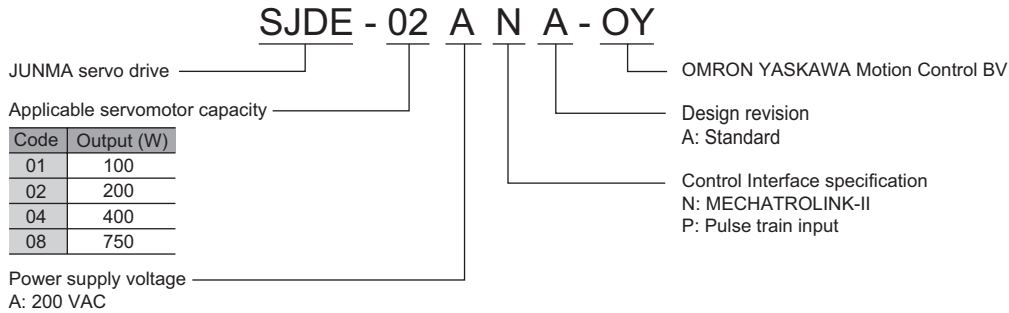 SJDE - 02 A N A - OY
JUNMA servo drive
Applicable servomotor capacity
Code Output (W)
01 100
02 200
04 400
08 750
Power supply voltage
A: 200 VAC
OMRON YASKAWA Motion Control BV
Design revision
A: Standard
Control Interface specification
N: MECHATROLINK-II
P: Pulse train input